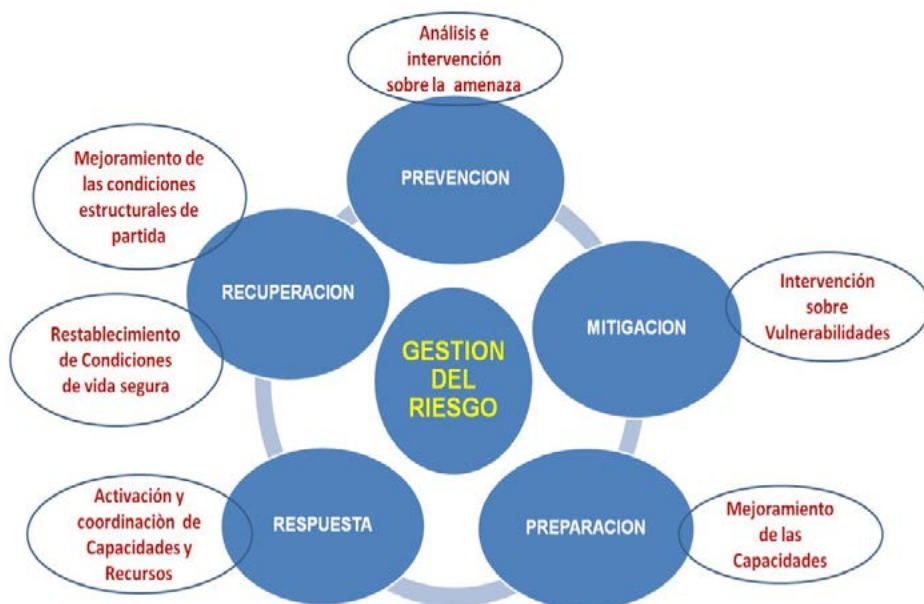 Análisis e
intervención
sobre la amenaza
PREVENCION
Mejoramiento de
las condiciones
estructurales de
partida
RECUPERACION
Restablecimiento
de Condiciones
de vida segura
GESTION
DEL
RIESGO
MITIGACION
Intervención
sobre
Vulnerabilidades
Activación y
coordinaciòn de
Capacidades y
Recursos
RESPUESTA
PREPARACION
Mejoramiento
de las
Capacidades